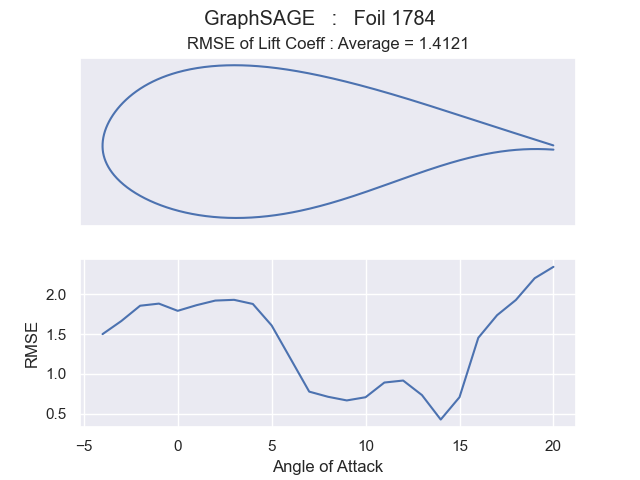 GraphSAGE : Foil 1784
RMSE of Lift Coeff : Average = 1.4121
2.0
1.5
1.0
0.5
RMSE
−5 0 5 10 15 20
Angle of Attack